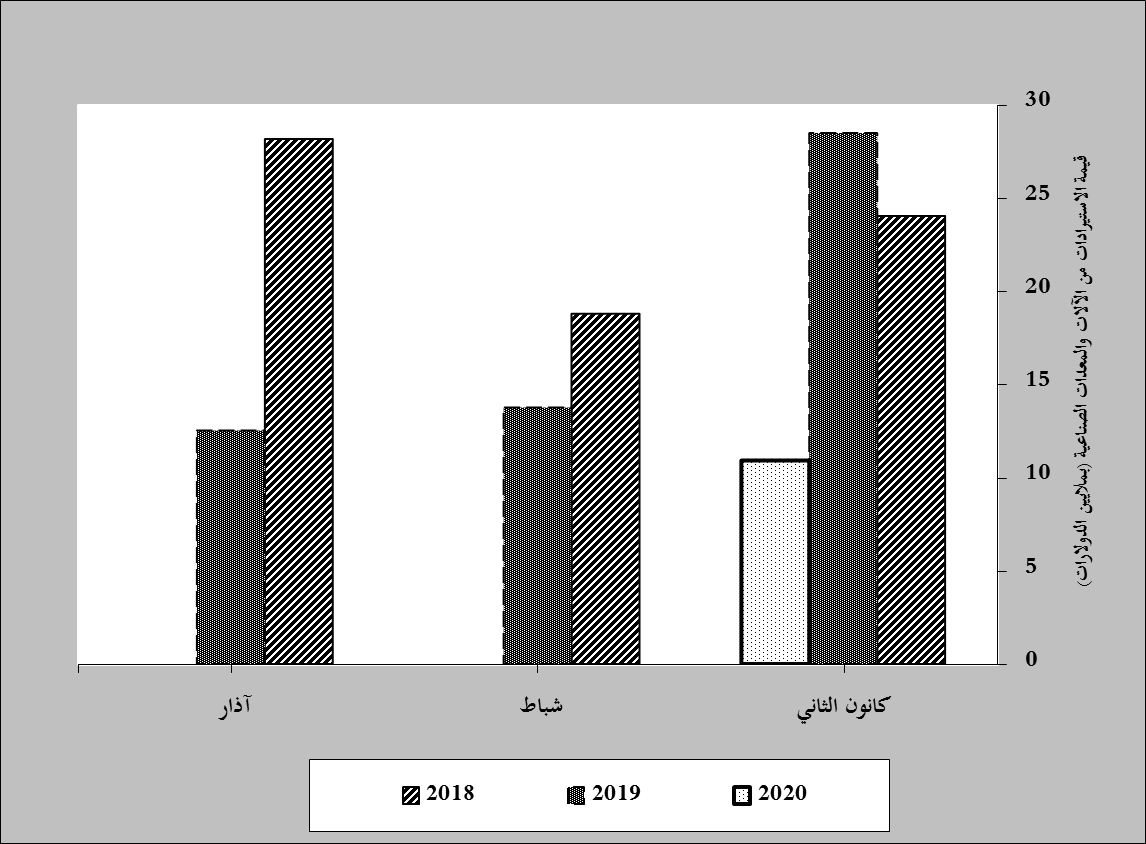 قيمة الاستيرادات من الآلات والمعدات الصناعية (بملايين الدولارات)
30
25
20
15
10
5
0
كانون الثاني
شباط
آذار
2018
2019
2020